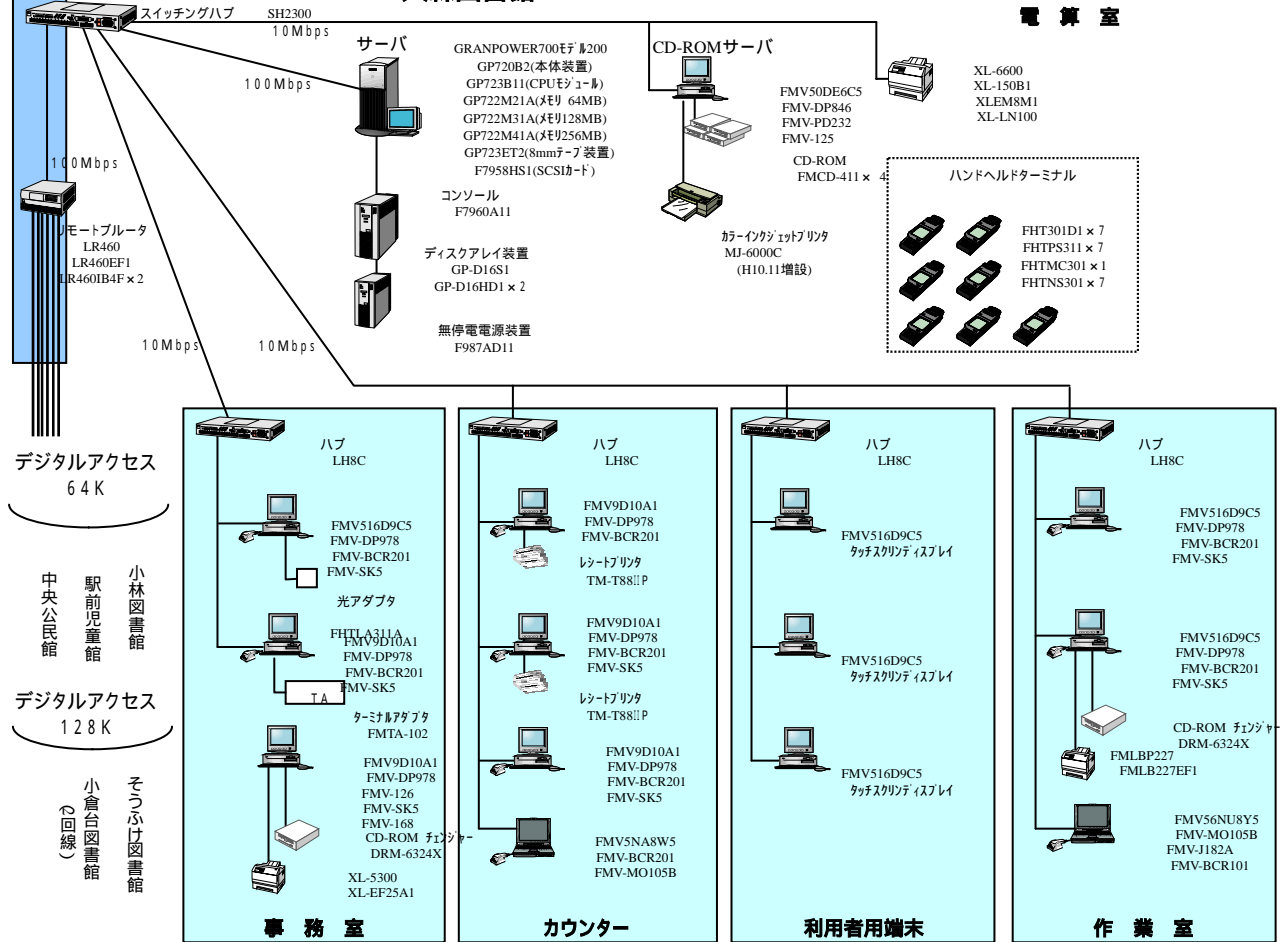 スイッチングハブ SH2300
10Mbps
電 算 室
サーバ
GRANPOWER700ﾓﾃﾞﾙ200
GP720B2(本体装置)
GP723B11(CPUﾓｼﾞｭｰﾙ)
GP722M21A(ﾒﾓﾘ 64MB)
GP722M31A(ﾒﾓﾘ128MB)
GP722M41A(ﾒﾓﾘ256MB)
GP723ET2(8mmﾃｰﾌﾟ装置)
F7958HS1(SCSIｶｰﾄﾞ)
100Mbps
コンソール
F7960A11
ディスクアレイ装置
GP-D16S1
GP-D16HD1×2
無停電電源装置
F987AD11
CD-ROMサーバ
FMV50DE6C5
FMV-DP846
FMV-PD232
FMV-125
CD-ROM
FMCD-411× 4
ｶﾗｰｲﾝｸｼﾞｪｯﾄﾌﾟﾘﾝﾀ
MJ-6000C
(H10.11増設)
XL-6600
XL-150B1
XLEM8M1
XL-LN100
ハンドヘルドターミナル
FHT301D1×7
FHTPS311×7
FHTMC301×1
FHTNS301×7
100Mbps
リモートブルータ
LR460
LR460EF1
LR460IB4F×2
10Mbps
10Mbps
デジタルアクセス
64K
小林図書館
駅前児童館
中央公民館
デジタルアクセス
128K
そうふけ図書館
小倉台図書館
(2回線)
ハブ
LH8C
FMV516D9C5
FMV-DP978
FMV-BCR201
FMV-SK5
光アダプタ
FHTLA311A
FMV9D10A1
FMV-DP978
FMV-BCR201
FMV-SK5
TA
ﾀｰﾐﾅﾙｱﾀﾞﾌﾟﾀ
FMTA-102
FMV9D10A1
FMV-DP978
FMV-126
FMV-SK5
FMV-168
CD-ROM ﾁｪﾝｼﾞｬｰ
DRM-6324X
XL-5300
XL-EF25A1
事 務 室
ハブ
LH8C
FMV9D10A1
FMV-DP978
FMV-BCR201
ﾚｼｰﾄﾌﾟﾘﾝﾀ
TM-T88ⅡP
FMV9D10A1
FMV-DP978
FMV-BCR201
FMV-SK5
ﾚｼｰﾄﾌﾟﾘﾝﾀ
TM-T88ⅡP
FMV9D10A1
FMV-DP978
FMV-BCR201
FMV-SK5
FMV5NA8W5
FMV-BCR201
FMV-MO105B
カウンター
ハブ
LH8C
FMV516D9C5
ﾀｯﾁｽｸﾘﾝﾃﾞｨｽﾌﾟﾚｲ
FMV516D9C5
ﾀｯﾁｽｸﾘﾝﾃﾞｨｽﾌﾟﾚｲ
FMV516D9C5
ﾀｯﾁｽｸﾘﾝﾃﾞｨｽﾌﾟﾚｲ
利用者用端末
ハブ
LH8C
FMV516D9C5
FMV-DP978
FMV-BCR201
FMV-SK5
FMV516D9C5
FMV-DP978
FMV-BCR201
FMV-SK5
CD-ROM ﾁｪﾝｼﾞｬｰ
DRM-6324X
FMLBP227
FMLB227EF1
FMV56NU8Y5
FMV-MO105B
FMV-J182A
FMV-BCR101
作 業 室